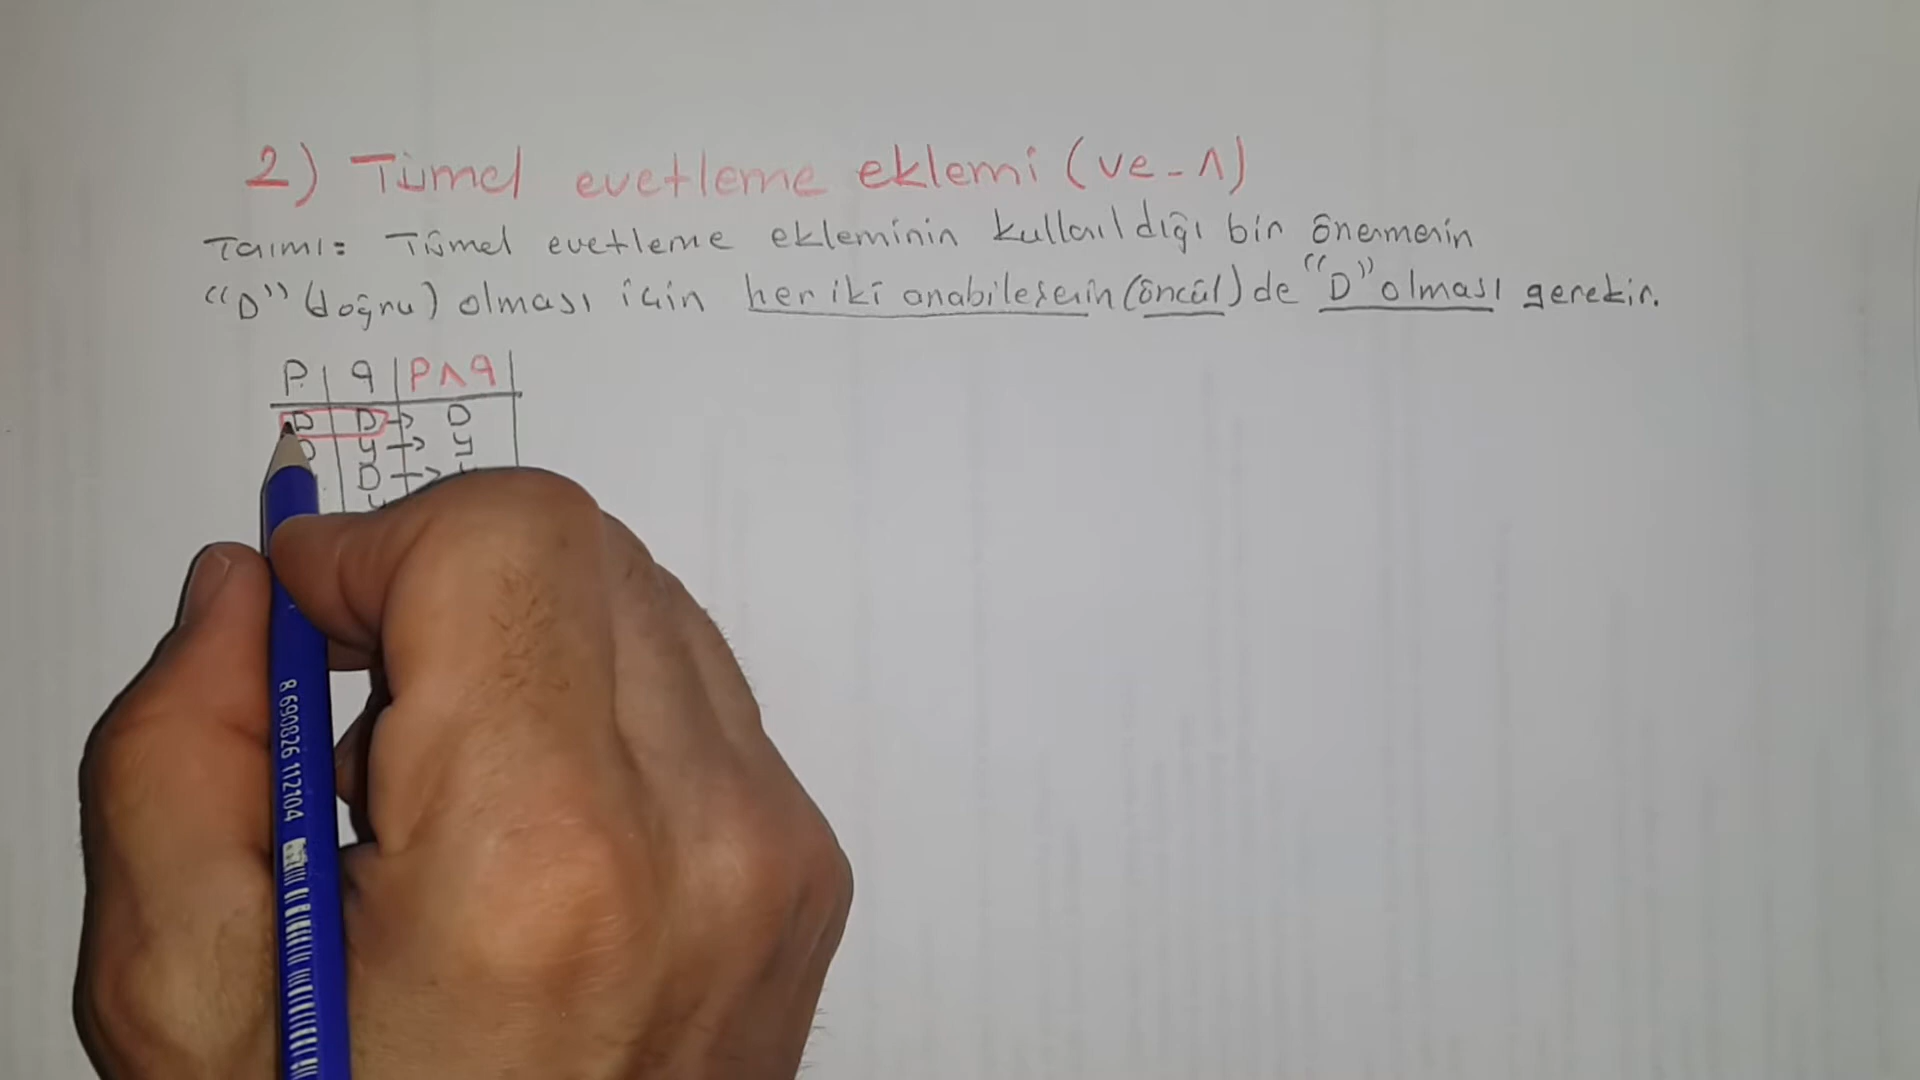 2) Tümel evetleme eklemi (ve-Λ)
Tanımı: Tümel evetleme ekleminin kullanıldığı bir önermenin
"D" (doğru) olması için her iki anabileşenin (öncül) de "D" olması gerekir.
P q PΛq
D D → D
D y → y
D →
8 690826 112104